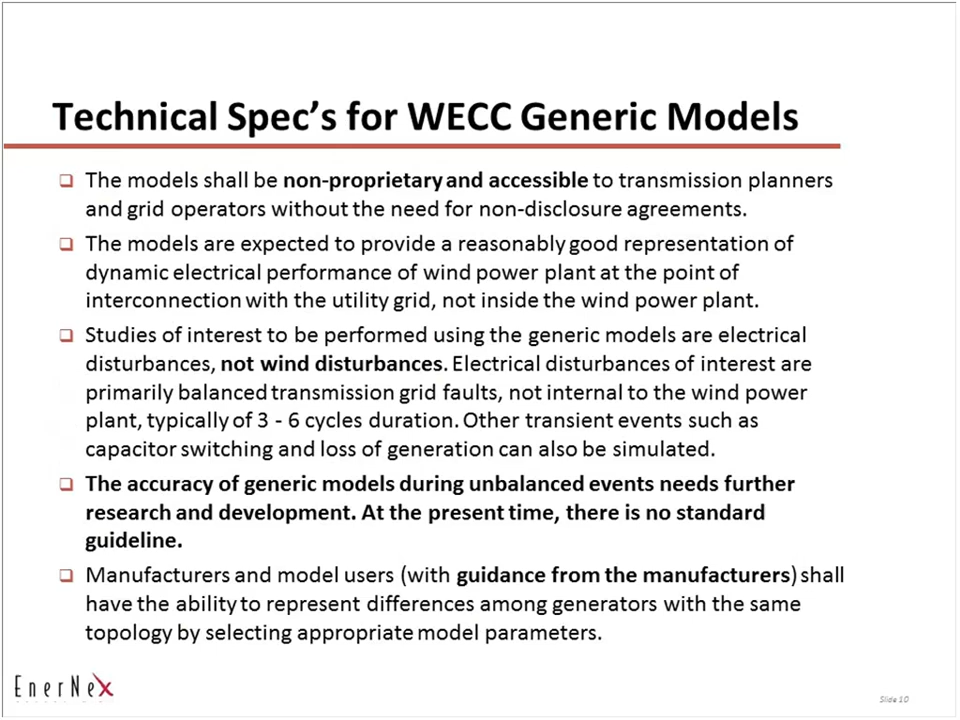 Technical Spec's for WECC Generic Models
❑ The models shall be non-proprietary and accessible to transmission planners
and grid operators without the need for non-disclosure agreements.
❑ The models are expected to provide a reasonably good representation of
dynamic electrical performance of wind power plant at the point of
interconnection with the utility grid, not inside the wind power plant.
❑ Studies of interest to be performed using the generic models are electrical
disturbances, not wind disturbances. Electrical disturbances of interest are
primarily balanced transmission grid faults, not internal to the wind power
plant, typically of 3 - 6 cycles duration. Other transient events such as
capacitor switching and loss of generation can also be simulated.
❑ The accuracy of generic models during unbalanced events needs further
research and development. At the present time, there is no standard
guideline.
❑ Manufacturers and model users (with guidance from the manufacturers) shall
have the ability to represent differences among generators with the same
topology by selecting appropriate model parameters.
EnerNex
Slide 10